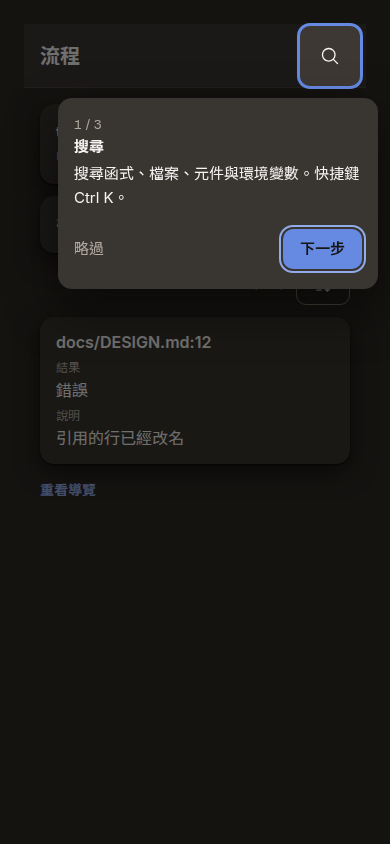 流程
1 / 3
搜尋
搜尋函式、檔案、元件與環境變數。快捷鍵
Ctrl K。
略過
下一步
docs/DESIGN.md:12
結果
錯誤
說明
引用的行已經改名
重看導覽